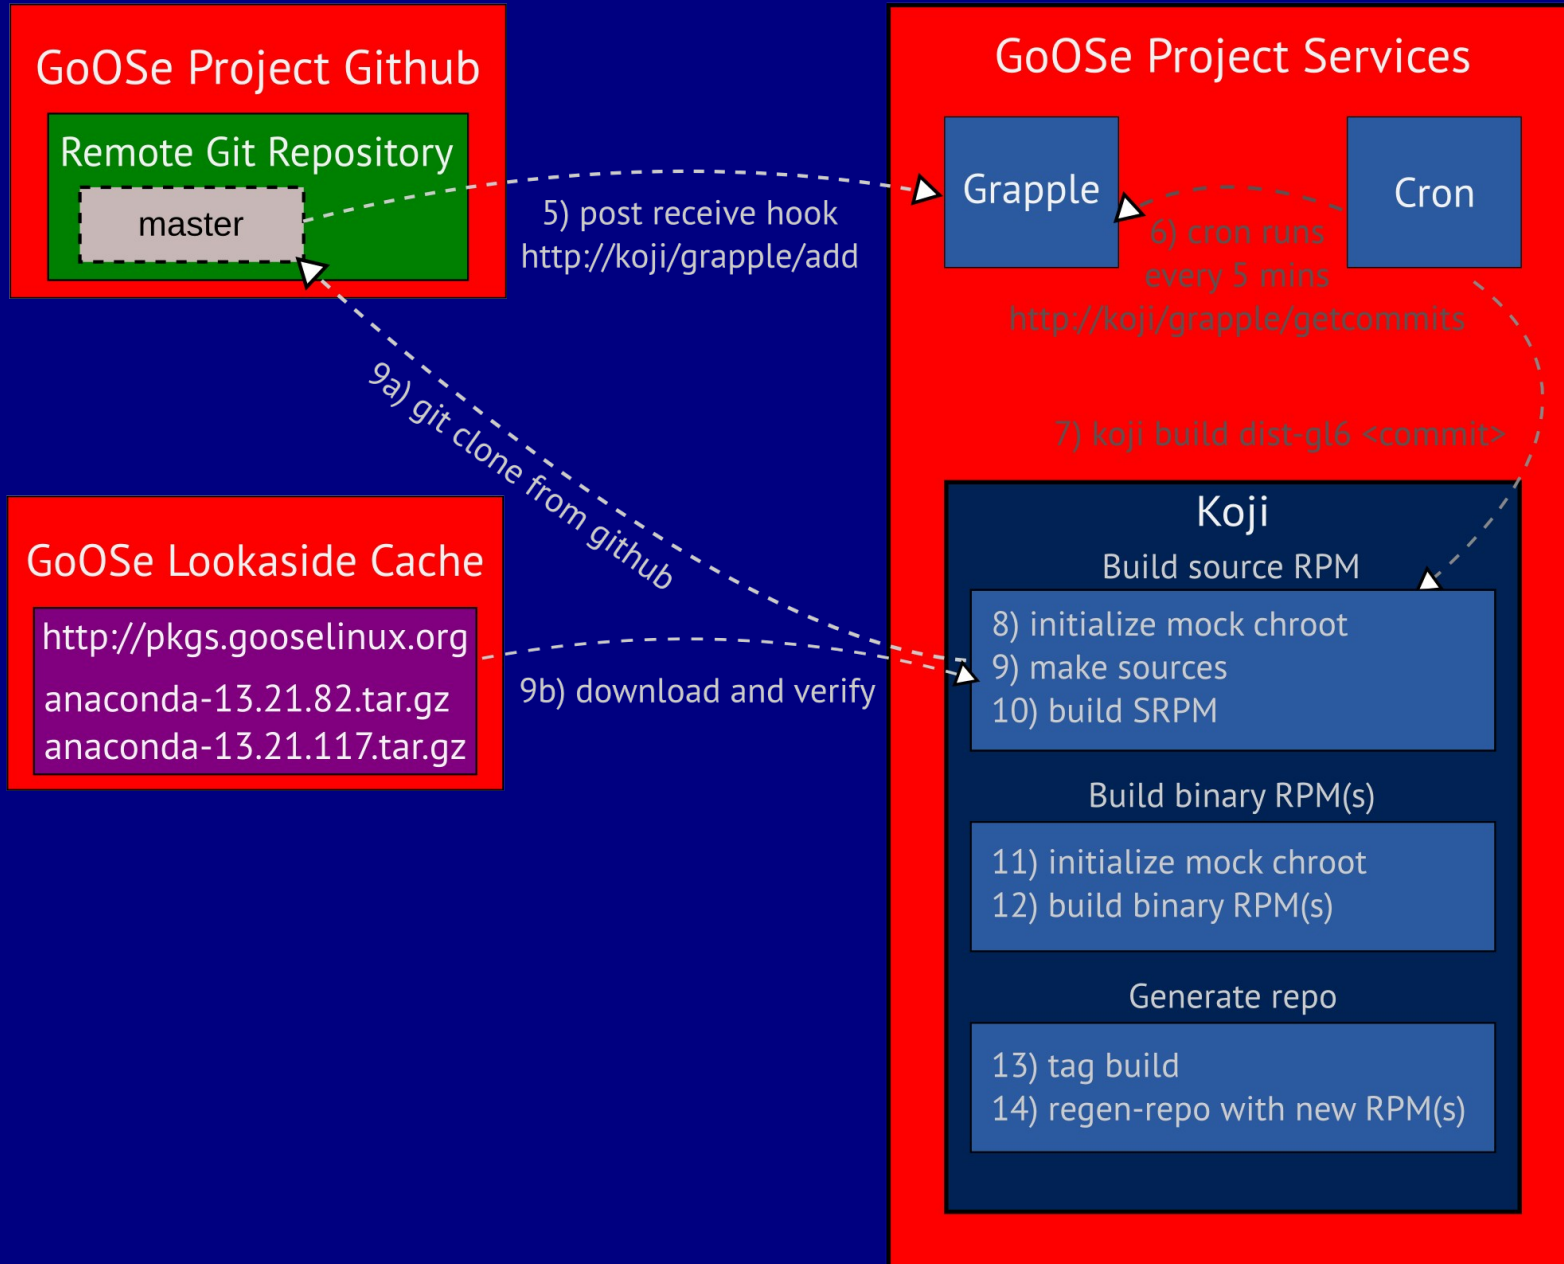 GoOSe Project Github
Remote Git Repository
master
5) post receive hook
http://koji/grapple/add
GoOSe Project Services
Grapple
Cron
6) cron runs
every 5 mins
http://koji/grapple/getcommits
7) koji build dist-gl6 <commit>
9a) git clone from github
GoOSe Lookaside Cache
http://pkgs.gooselinux.org
anaconda-13.21.82.tar.gz
anaconda-13.21.117.tar.gz
9b) download and verify
Koji
Build source RPM
8) initialize mock chroot
9) make sources
10) build SRPM
Build binary RPM(s)
11) initialize mock chroot
12) build binary RPM(s)
Generate repo
13) tag build
14) regen-repo with new RPM(s)